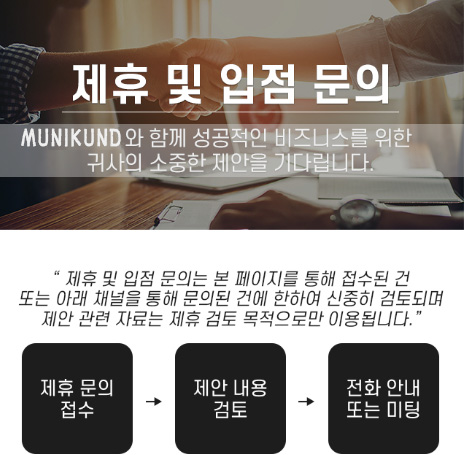 제휴 및 입점 문의
MUNIKUND와 함께 성공적인 비즈니스를 위한
귀사의 소중한 제안을 기다립니다.
“ 제휴 및 입점 문의는 본 페이지를 통해 접수된 건
또는 아래 채널을 통해 문의된 건에 한하여 신중히 검토되며
제안 관련 자료는 제휴 검토 목적으로만 이용됩니다.”
제휴 문의
접수
→
제안 내용
검토
→
전화 안내
또는 미팅